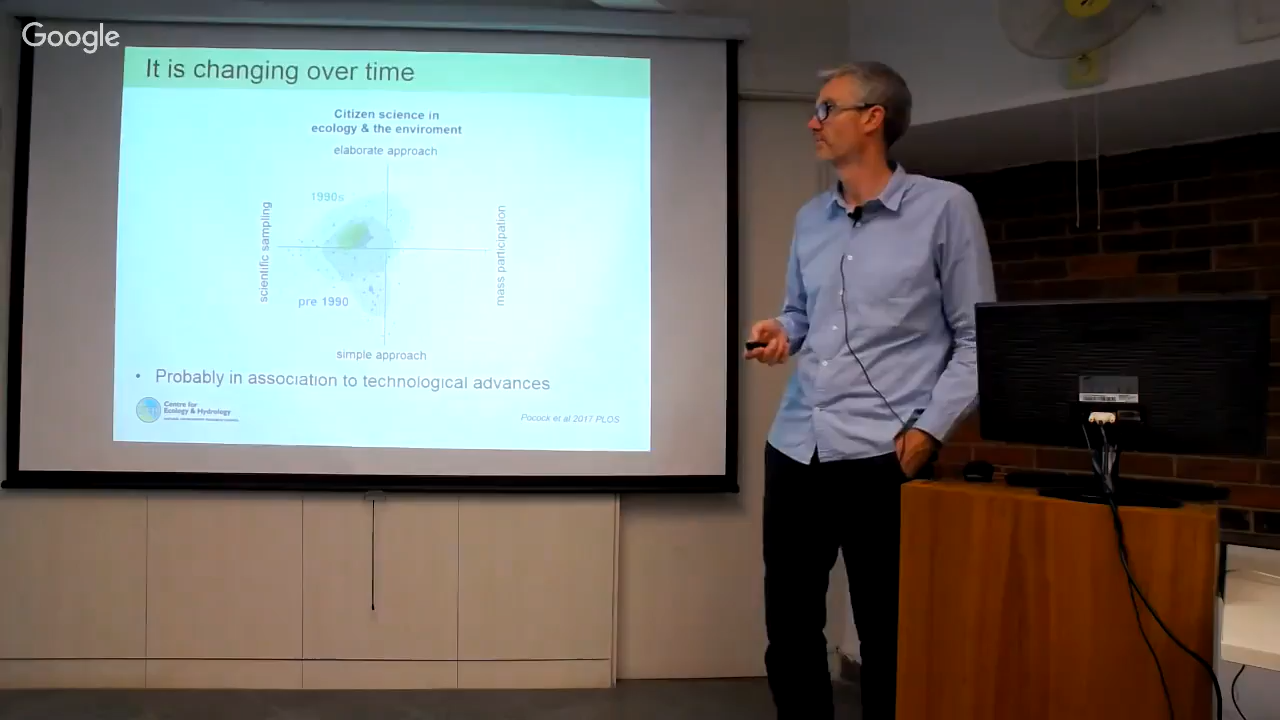 Google
It is changing over time
Citizen science in
ecology & the enviroment
elaborate approach
1990s
scientific sampling
mass participation
pre 1990
simple approach
• Probably in association to technological advances
Centre for
Ecology & Hydrology
Pocock et al 2017 PLOS